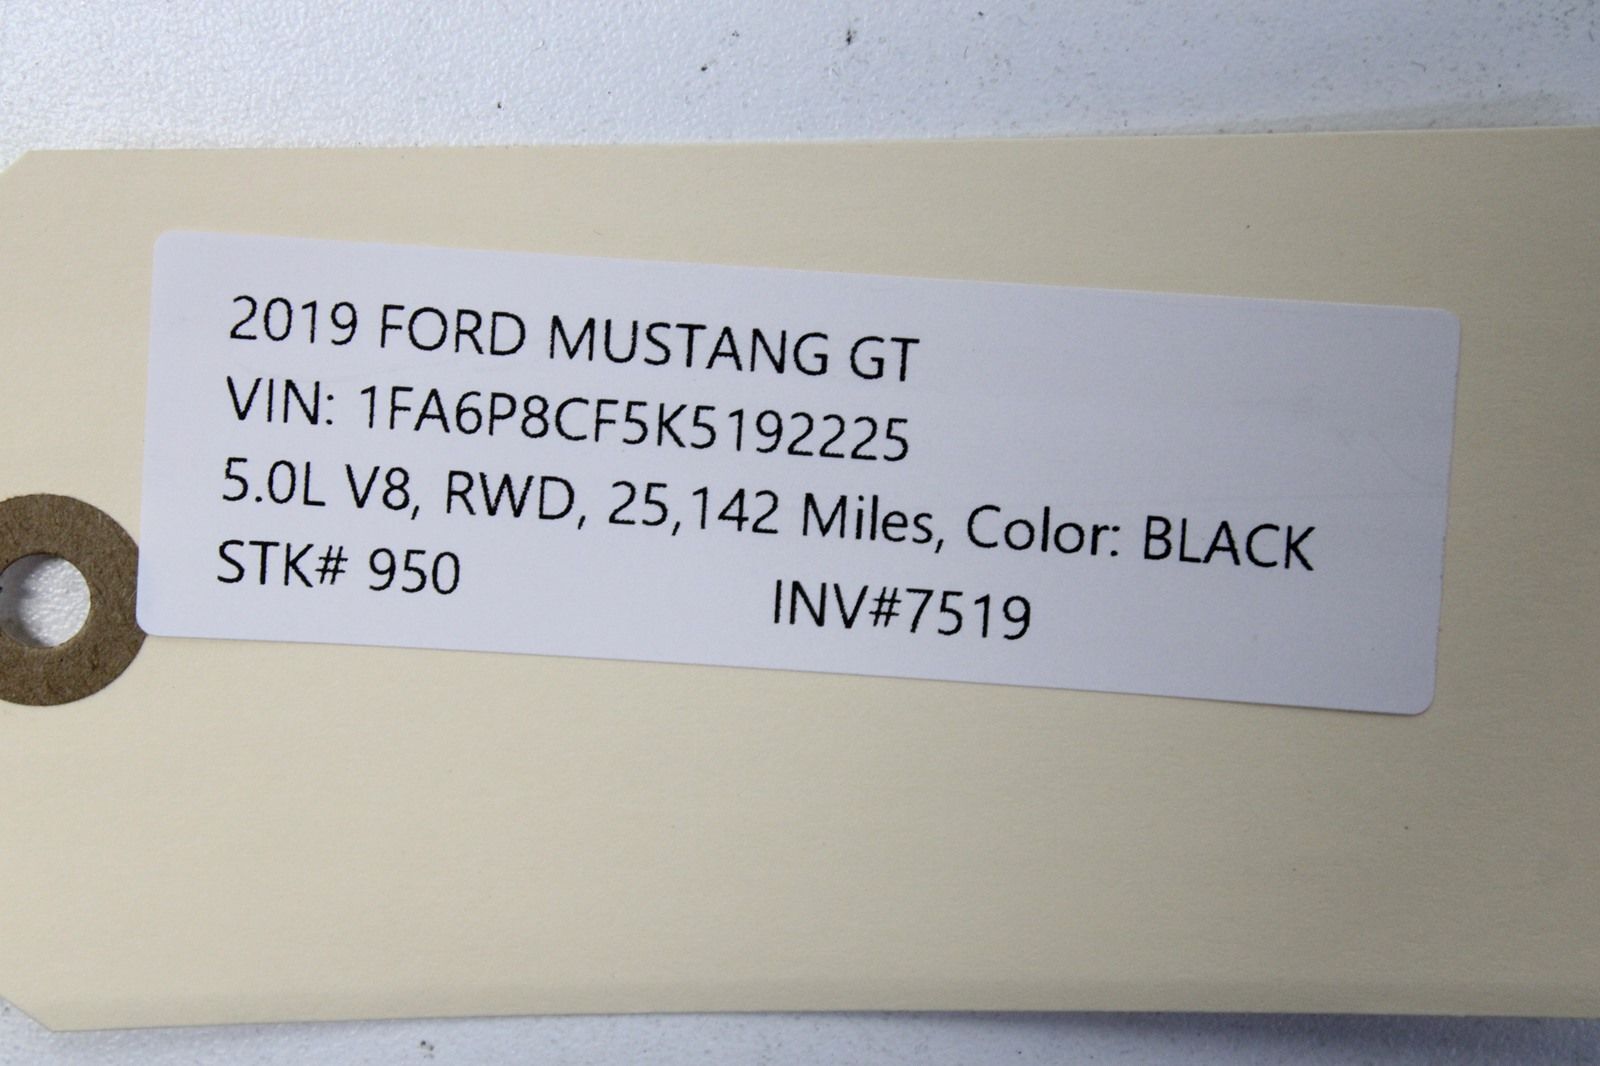 2019 FORD MUSTANG GT
VIN: 1FA6P8CF5K5192225
5.0L V8, RWD, 25,142 Miles, Color: BLACK
STK# 950 INV#7519